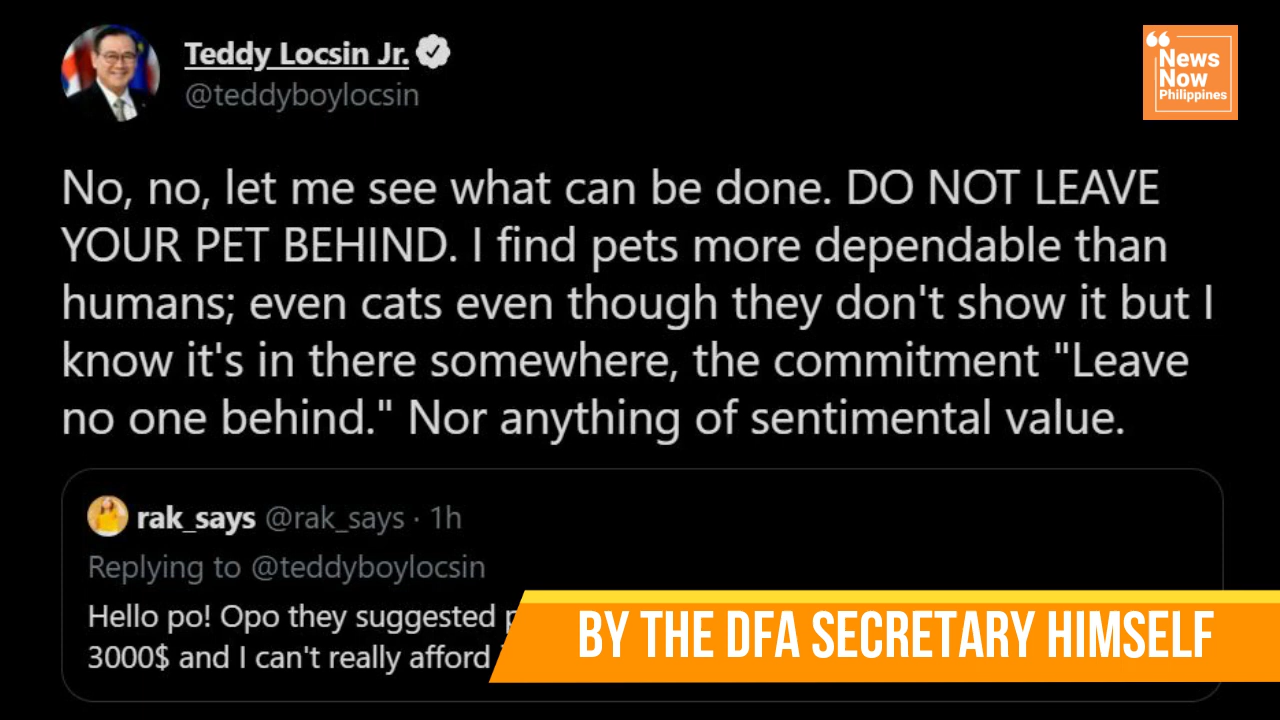 Teddy Locsin Jr.
@teddyboylocsin
News
Now
Philippines
No, no, let me see what can be done. DO NOT LEAVE
YOUR PET BEHIND. I find pets more dependable than
humans; even cats even though they don't show it but I
know it's in there somewhere, the commitment "Leave
no one behind." Nor anything of sentimental value.
rak_says @rak_says · 1h
Replying to @teddyboylocsin
Hello po! Opo they suggested
3000$ and I can't really afford
BY THE DFA SECRETARY HIMSELF